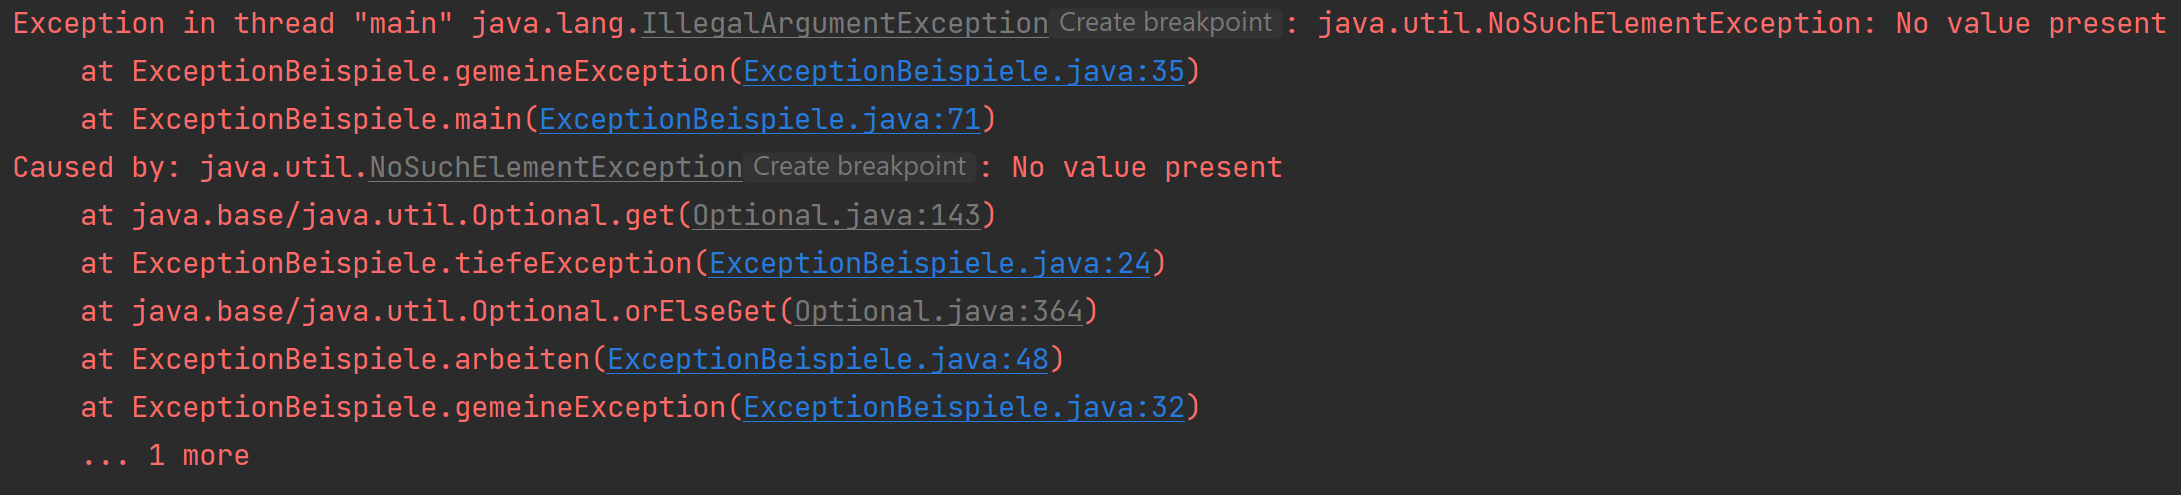 Exception in thread "main" java.lang.IllegalArgumentException Create breakpoint : java.util.NoSuchElementException: No value present
at ExceptionBeispiele.gemeineException(ExceptionBeispiele.java:35)
at ExceptionBeispiele.main(ExceptionBeispiele.java:71)
Caused by: java.util.NoSuchElementException Create breakpoint : No value present
at java.base/java.util.Optional.get(Optional.java:143)
at ExceptionBeispiele.tiefeException(ExceptionBeispiele.java:24)
at java.base/java.util.Optional.orElseGet(Optional.java:364)
at ExceptionBeispiele.arbeiten(ExceptionBeispiele.java:48)
at ExceptionBeispiele.gemeineException(ExceptionBeispiele.java:32)
... 1 more